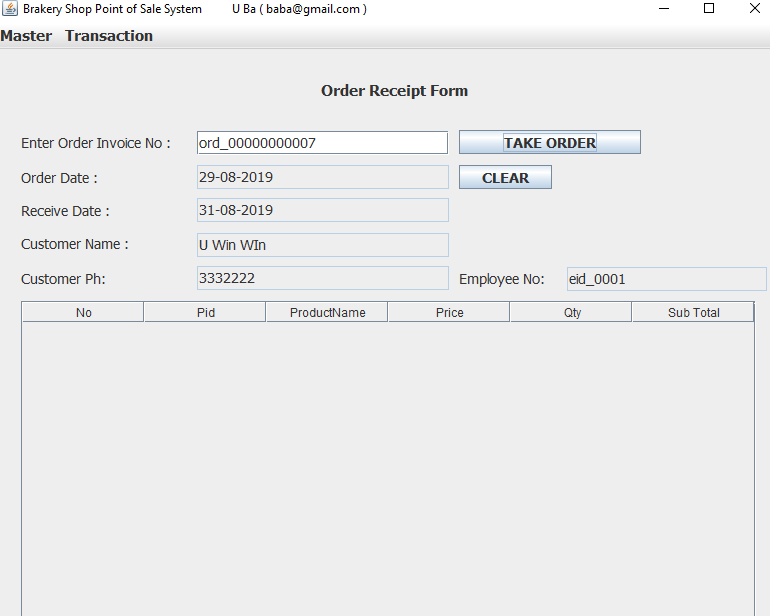 Brakery Shop Point of Sale System U Ba ( baba@gmail.com )
Master Transaction
Order Receipt Form
Enter Order Invoice No : ord_00000000007 TAKE ORDER
Order Date : 29-08-2019 CLEAR
Receive Date : 31-08-2019
Customer Name : U Win WIn
Customer Ph: 3332222 Employee No: eid_0001
No Pid ProductName Price Qty Sub Total